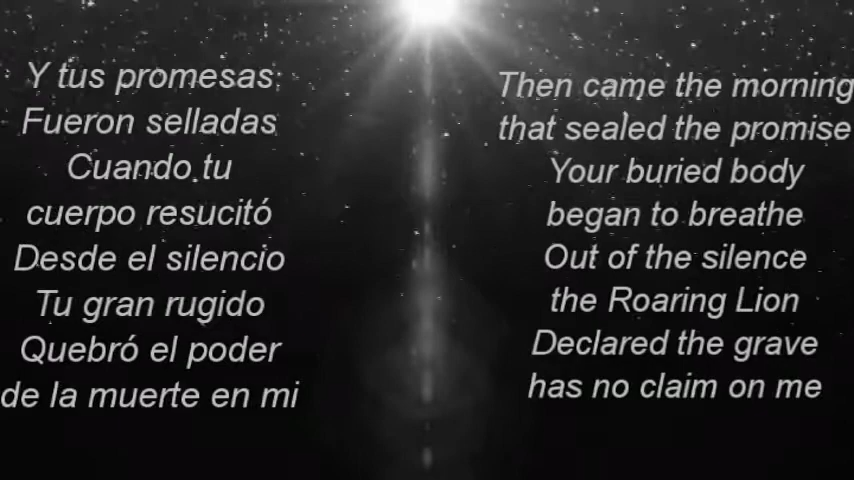 Y tus promesas
Fueron selladas
Cuando tu
cuerpo resucitó
Desde el silencio
Tu gran rugido
Quebró el poder
de la muerte en mi
Then came the morning
that sealed the promise
Your buried body
began to breathe
Out of the silence
the Roaring Lion
Declared the grave
has no claim on me